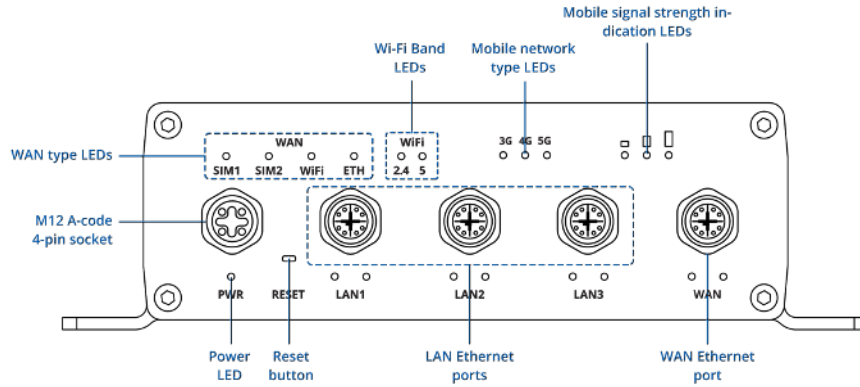 Mobile signal strength in-
dication LEDs
Wi-Fi Band
LEDs
Mobile network
type LEDs
WAN
WiFi
3G 4G 5G
WAN type LEDs
SIM1 SIM2 WiFi ETH
2.4 5
M12 A-code
4-pin socket
PWR RESET LAN1 LAN2 LAN3 WAN
Power
LED
Reset
button
LAN Ethernet
ports
WAN Ethernet
port